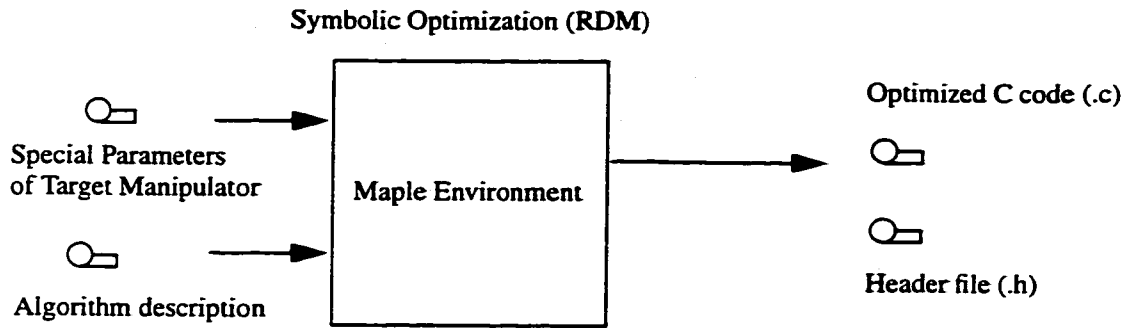 Symbolic Optimization (RDM)
Special Parameters
of Target Manipulator
Algorithm description
Maple Environment
Optimized C code (.c)
Header file (.h)